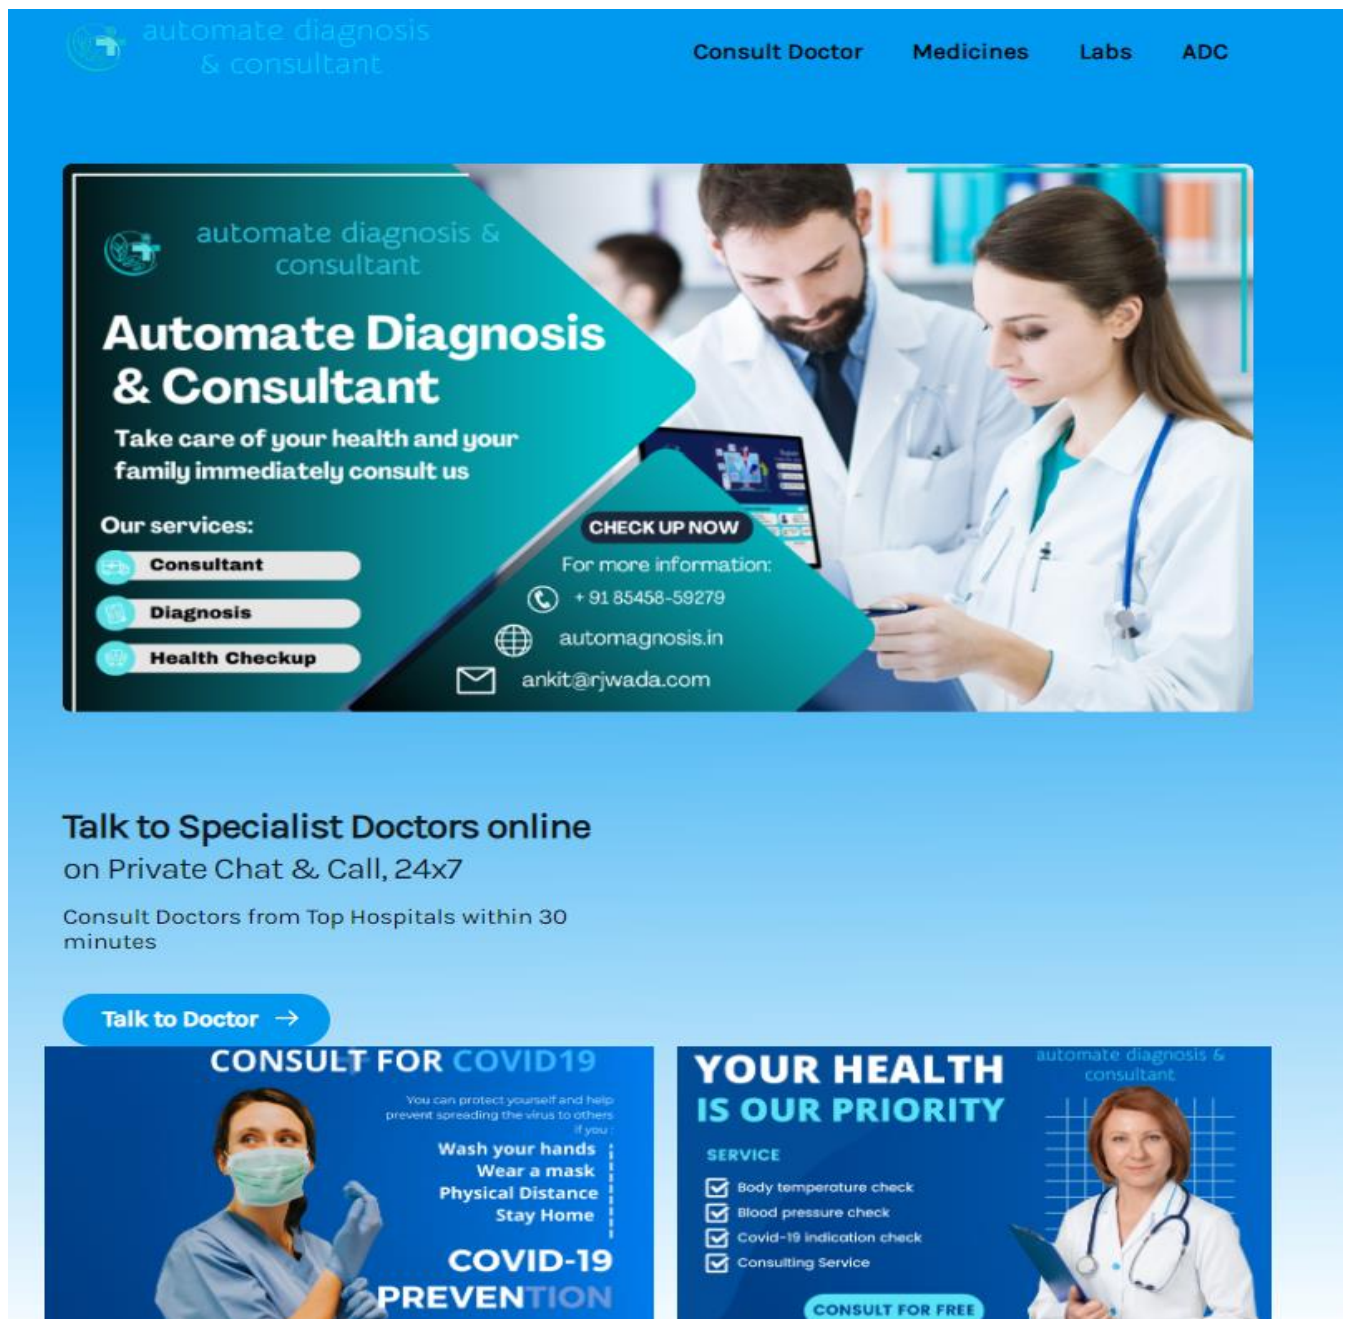 automate diagnosis
& consultant
Consult Doctor
Medicines
Labs
ADC
automate diagnosis &
consultant
Automate Diagnosis
& Consultant
Take care of your health and your
family immediately consult us
Our services:
Consultant
Diagnosis
Health Checkup
CHECK UP NOW
For more information:
+ 91 85458-59279
automagnosis.in
ankit@rjwada.com
Talk to Specialist Doctors online
on Private Chat & Call, 24x7
Consult Doctors from Top Hospitals within 30
minutes
Talk to Doctor →
CONSULT FOR COVID19
You can protect yourself and help
prevent spreading the virus to others
if you :
Wash your hands
Wear a mask
Physical Distance
Stay Home
COVID-19
PREVENTION
YOUR HEALTH
IS OUR PRIORITY
automate diagnosis &
consultant
SERVICE
Body temperature check
Blood pressure check
Covid-19 indication check
Consulting Service
CONSULT FOR FREE